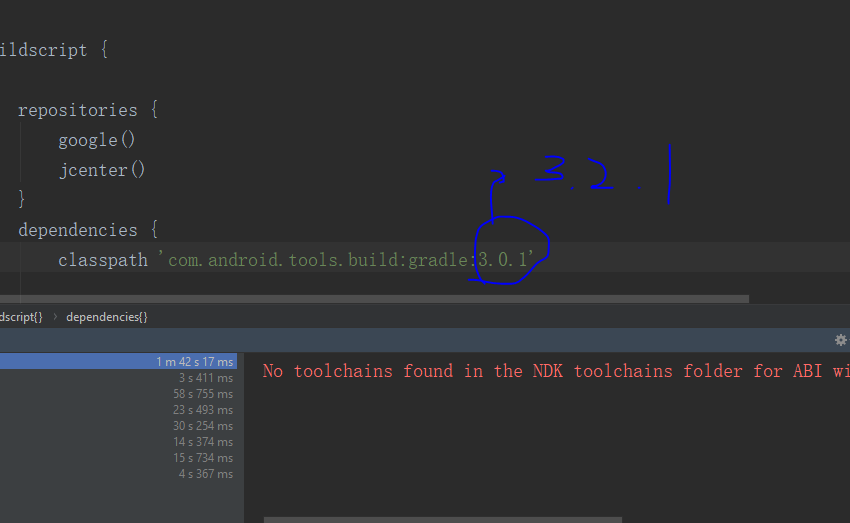 ildscript {
repositories {
google()
jcenter()
}
dependencies {
classpath 'com.android.tools.build:gradle:3.0.1'
3.2.1
dscript{} › dependencies{}
1 m 42 s 17 ms
3 s 411 ms
58 s 755 ms
23 s 493 ms
30 s 254 ms
14 s 374 ms
15 s 734 ms
4 s 367 ms
No toolchains found in the NDK toolchains folder for ABI wi